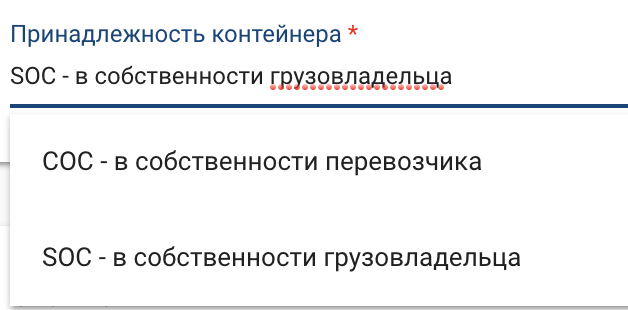 Принадлежность контейнера *
SOC - в собственности грузовладельца
COC - в собственности перевозчика
SOC - в собственности грузовладельца